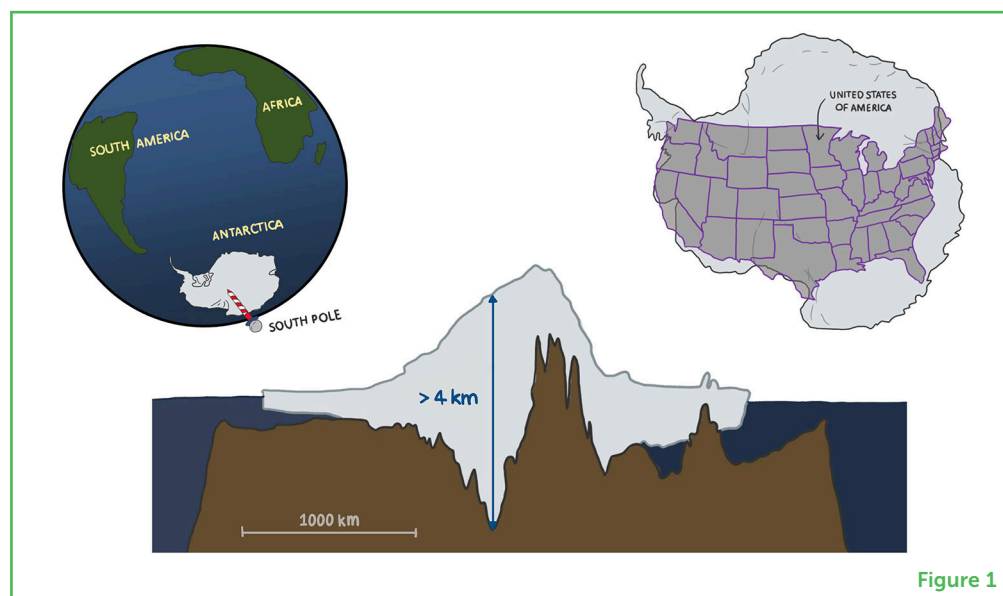 AFRICA
SOUTH AMERICA
ANTARCTICA
SOUTH POLE
UNITED STATES
OF AMERICA
> 4 km
1000 km
Figure 1